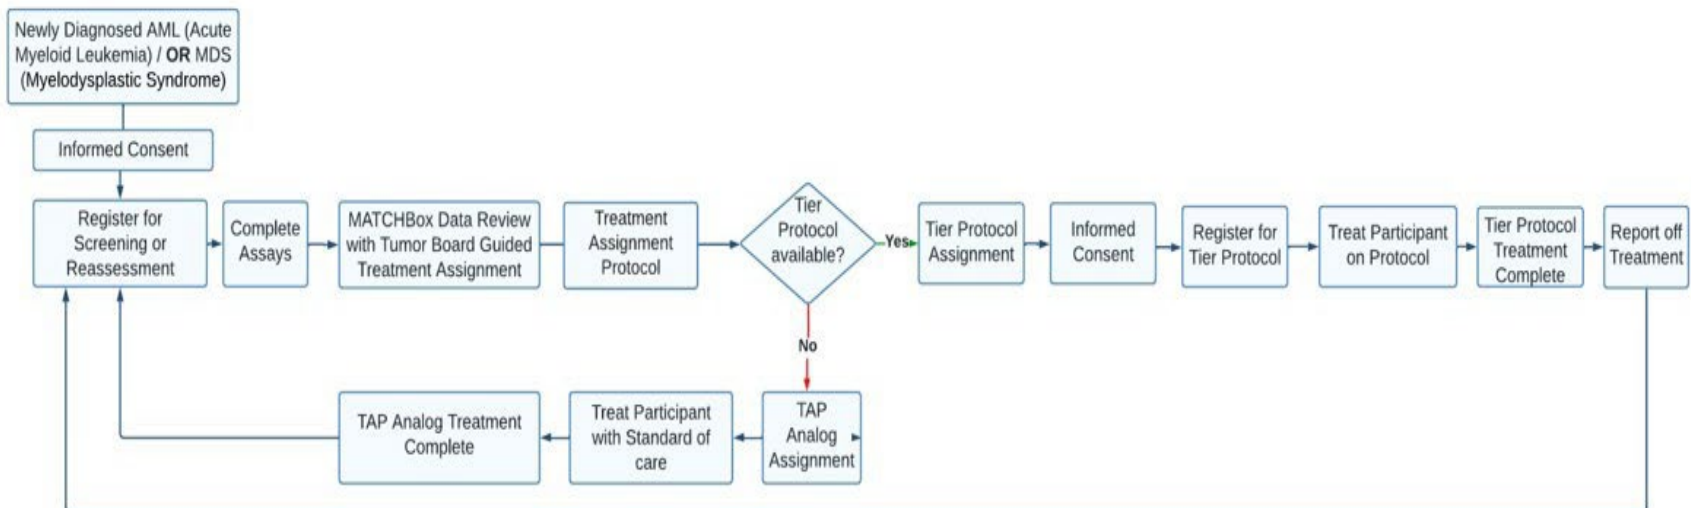 Newly Diagnosed AML (Acute
Myeloid Leukemia) / OR MDS
(Myelodysplastic Syndrome)
Informed Consent
Register for
Screening or
Reassessment
Complete
Assays
MATCHBox Data Review
with Tumor Board Guided
Treatment Assignment
Treatment
Assignment
Protocol
Tier
Protocol
available?
Yes
Tier Protocol
Assignment
Informed
Consent
Register for
Tier Protocol
Treat Participant
on Protocol
Tier Protocol
Treatment
Complete
Report off
Treatment
No
TAP
Analog
Assignment
Treat Participant
with Standard of
care
TAP Analog Treatment
Complete